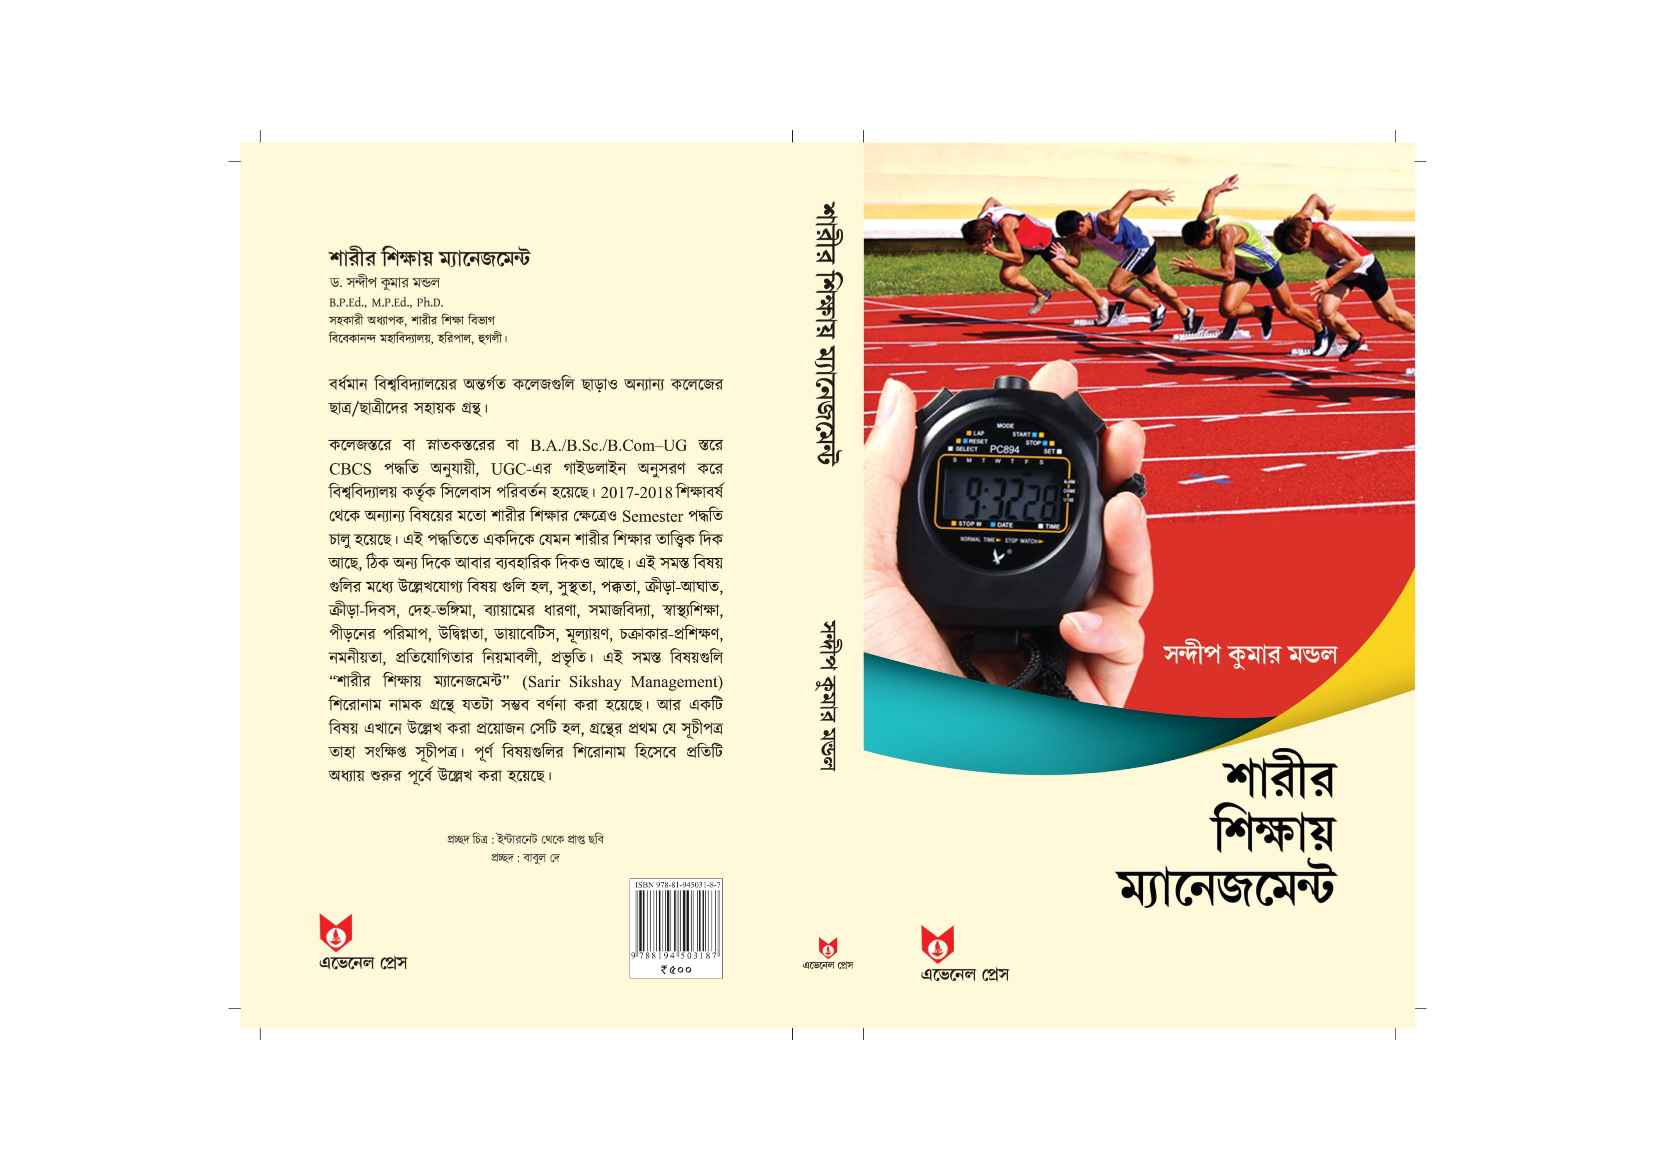 শারীর শিক্ষায় ম্যানেজমেন্ট
ড. সন্দীপ কুমার মন্ডল
B.P.Ed., M.P.Ed., Ph.D.
সহকারী অধ্যাপক, শারীর শিক্ষা বিভাগ
বিবেকানন্দ মহাবিদ্যালয়, হরিপাল, হুগলী।
বর্ধমান বিশ্ববিদ্যালয়ের অন্তর্গত কলেজগুলি ছাড়াও অন্যান্য কলেজের
ছাত্র/ছাত্রীদের সহায়ক গ্রন্থ।
কলেজস্তরে বা স্নাতকস্তরের বা B.A./B.Sc./B.Com–UG স্তরে
CBCS পদ্ধতি অনুযায়ী, UGC-এর গাইডলাইন অনুসরণ করে
বিশ্ববিদ্যালয় কর্তৃক সিলেবাস পরিবর্তন হয়েছে। 2017-2018 শিক্ষাবর্ষ
থেকে অন্যান্য বিষয়ের মতো শারীর শিক্ষার ক্ষেত্রেও Semester পদ্ধতি
চালু হয়েছে। এই পদ্ধতিতে একদিকে যেমন শারীর শিক্ষার তাত্ত্বিক দিক
আছে, ঠিক অন্য দিকে আবার ব্যবহারিক দিকও আছে। এই সমস্ত বিষয়
গুলির মধ্যে উল্লেখযোগ্য বিষয় গুলি হল, সুস্থতা, পক্কতা, ক্রীড়া-আঘাত,
ক্রীড়া-দিবস, দেহ-ভঙ্গিমা, ব্যায়ামের ধারণা, সমাজবিদ্যা, স্বাস্থ্যশিক্ষা,
পীড়নের পরিমাপ, উদ্বিগ্নতা, ডায়াবেটিস, মূল্যায়ণ, চক্রাকার-প্রশিক্ষণ,
নমনীয়তা, প্রতিযোগিতার নিয়মাবলী, প্রভৃতি। এই সমস্ত বিষয়গুলি
“শারীর শিক্ষায় ম্যানেজমেন্ট” (Sarir Sikshay Management)
শিরোনাম নামক গ্রন্থে যতটা সম্ভব বর্ণনা করা হয়েছে। আর একটি
বিষয় এখানে উল্লেখ করা প্রয়োজন সেটি হল, গ্রন্থের প্রথম যে সূচীপত্র
তাহা সংক্ষিপ্ত সূচীপত্র। পূর্ণ বিষয়গুলির শিরোনাম হিসেবে প্রতিটি
অধ্যায় শুরুর পূর্বে উল্লেখ করা হয়েছে।
প্রচ্ছদ চিত্র : ইন্টারনেট থেকে প্রাপ্ত ছবি
প্রচ্ছদ : বাবুল দে
ISBN 978-81-945031-8-7
9 788194 503187
₹ ৫০০
এভেনেল প্রেস
শারীর শিক্ষায় ম্যানেজমেন্ট
সন্দীপ কুমার মন্ডল
এভেনেল প্রেস
MODE
LAP START
RESET STOP
SELECT PC894 SET
S M T W T F S
9:32 28
STOP W DATE TIME
NORMAL TIME STOP WATCH
সন্দীপ কুমার মন্ডল
শারীর
শিক্ষায়
ম্যানেজমেন্ট
এভেনেল প্রেস